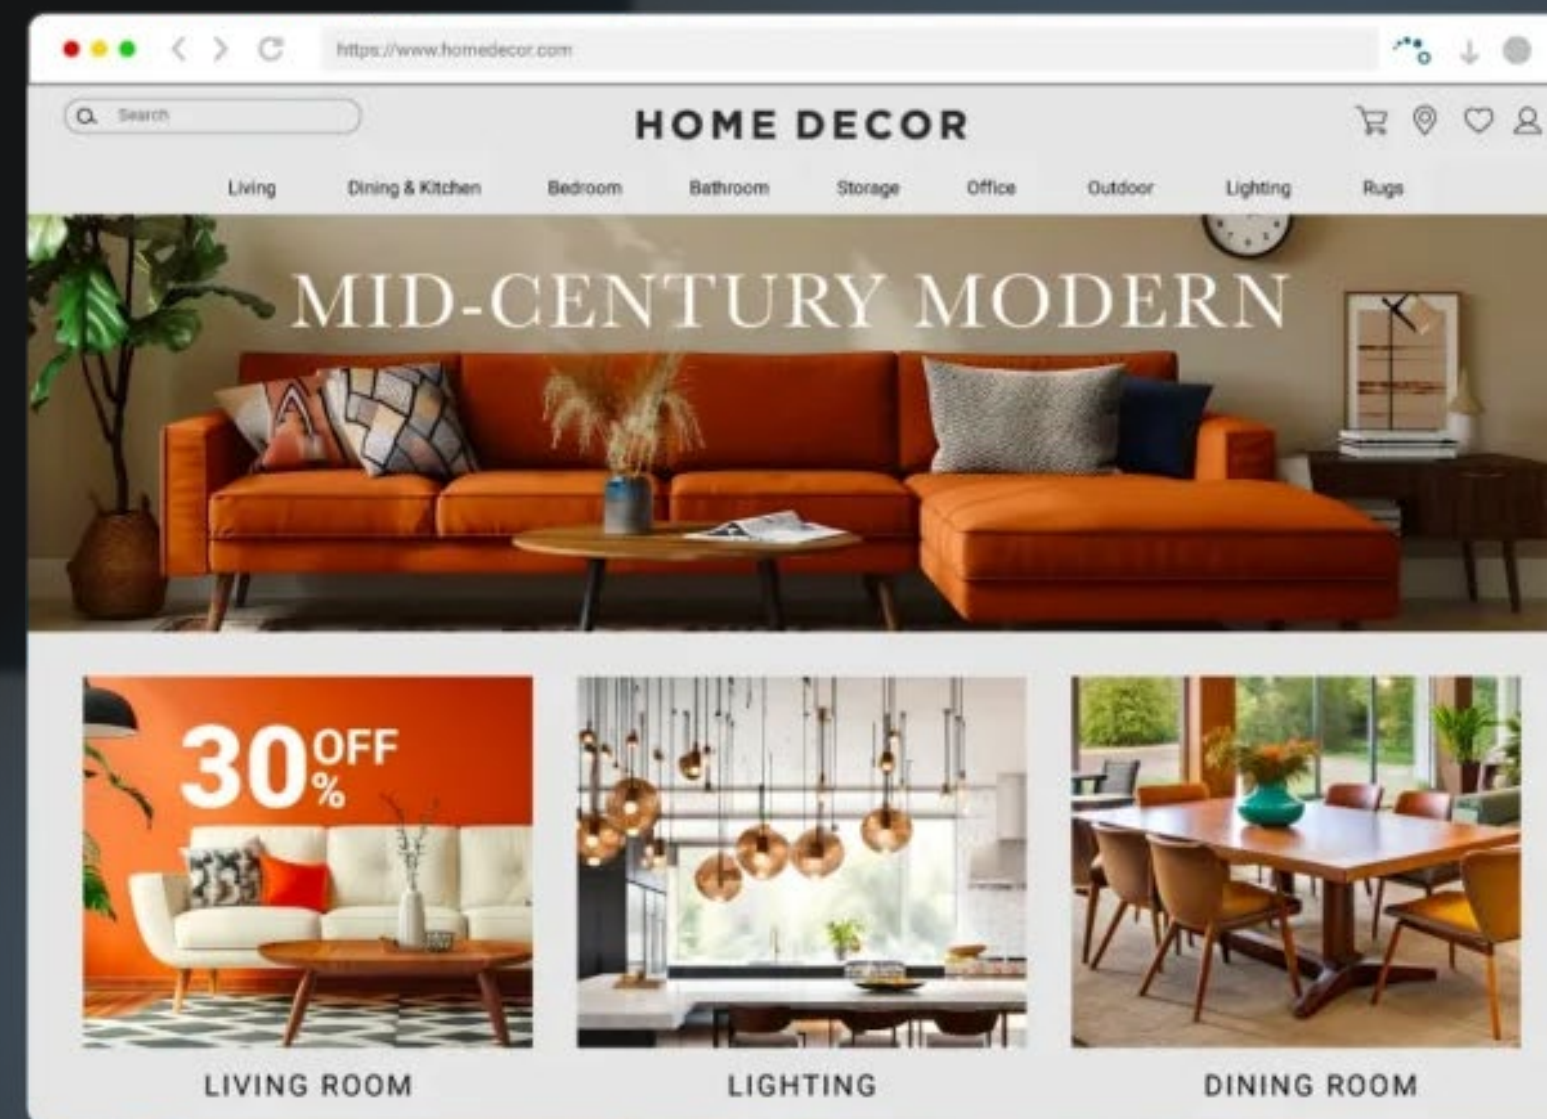 https://www.homedecor.com
Search
HOME DECOR
Living Dining & Kitchen Bedroom Bathroom Storage Office Outdoor Lighting Rugs
MID-CENTURY MODERN
30% OFF
LIVING ROOM
LIGHTING
DINING ROOM